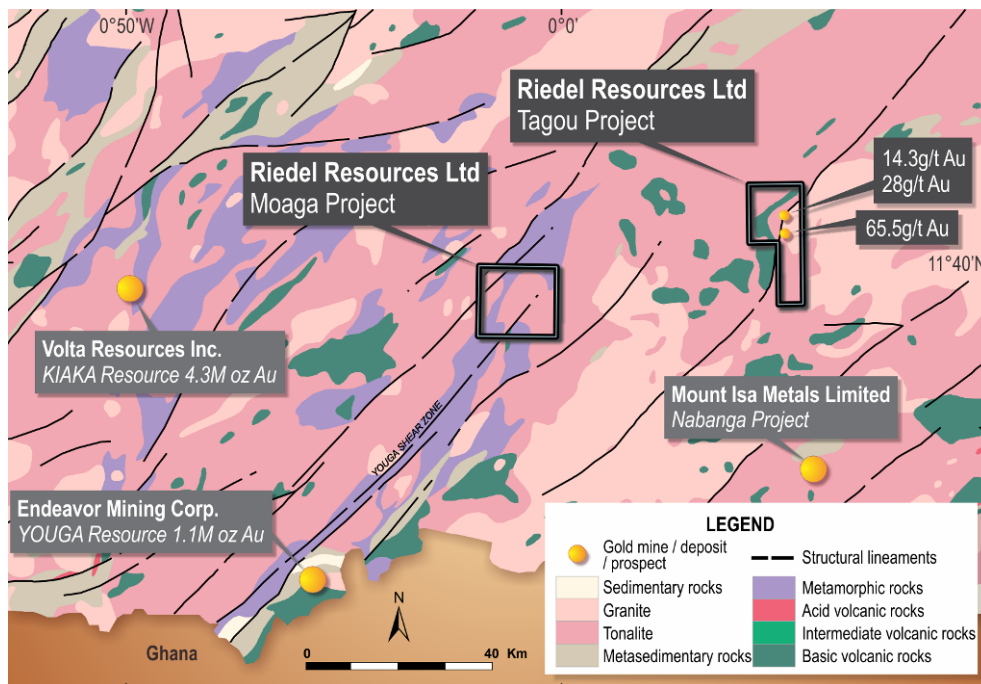 0°50'W
0°0'
Riedel Resources Ltd
Tagou Project
14.3g/t Au
28g/t Au
Riedel Resources Ltd
Moaga Project
65.5g/t Au
11°40'N
Volta Resources Inc.
KIAKA Resource 4.3M oz Au
Mount Isa Metals Limited
Nabanga Project
YOUGA SHEAR ZONE
Endeavor Mining Corp.
YOUGA Resource 1.1M oz Au
LEGEND
Gold mine / deposit
/ prospect
Structural lineaments
Sedimentary rocks
Metamorphic rocks
Granite
Acid volcanic rocks
Tonalite
Intermediate volcanic rocks
Metasedimentary rocks
Basic volcanic rocks
N
Ghana
0
40 Km